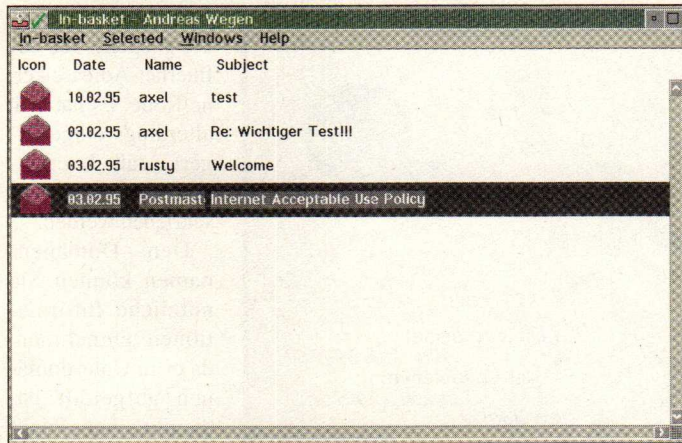 In-basket – Andreas Wegen
In-basket Selected Windows Help
Icon Date Name Subject
10.02.95 axel test
03.02.95 axel Re: Wichtiger Test!!!
03.02.95 rusty Welcome
03.02.95 Postmast Internet Acceptable Use Policy